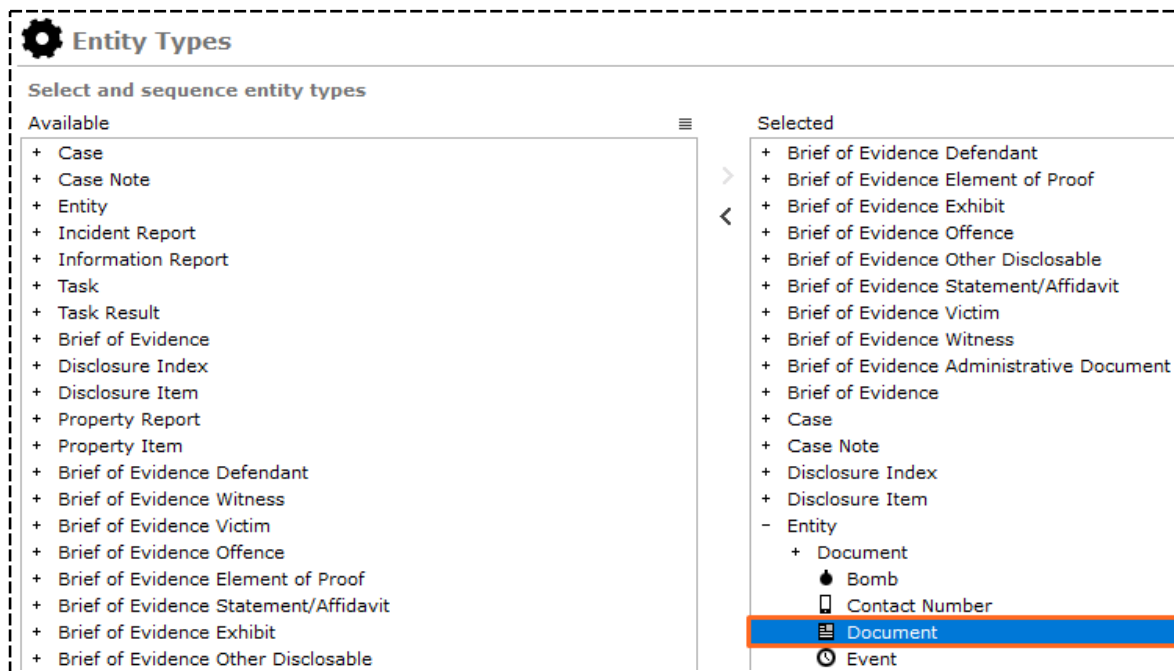 Entity Types
Select and sequence entity types
Available
+ Case
+ Case Note
+ Entity
+ Incident Report
+ Information Report
+ Task
+ Task Result
+ Brief of Evidence
+ Disclosure Index
+ Disclosure Item
+ Property Report
+ Property Item
+ Brief of Evidence Defendant
+ Brief of Evidence Witness
+ Brief of Evidence Victim
+ Brief of Evidence Offence
+ Brief of Evidence Element of Proof
+ Brief of Evidence Statement/Affidavit
+ Brief of Evidence Exhibit
+ Brief of Evidence Other Disclosable
Selected
+ Brief of Evidence Defendant
+ Brief of Evidence Element of Proof
+ Brief of Evidence Exhibit
+ Brief of Evidence Offence
+ Brief of Evidence Other Disclosable
+ Brief of Evidence Statement/Affidavit
+ Brief of Evidence Victim
+ Brief of Evidence Witness
+ Brief of Evidence Administrative Document
+ Brief of Evidence
+ Case
+ Case Note
+ Disclosure Index
+ Disclosure Item
- Entity
+ Document
Bomb
Contact Number
Document
Event